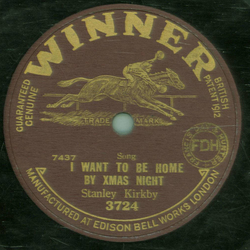 WINNER
GUARANTEED
GENUINE
BRITISH
PATENT 1912
TRADE MARK
FDH
7437
Song
I WANT TO BE HOME
BY XMAS NIGHT
Stanley Kirkby
3724
MANUFACTURED AT EDISON BELL WORKS LONDON